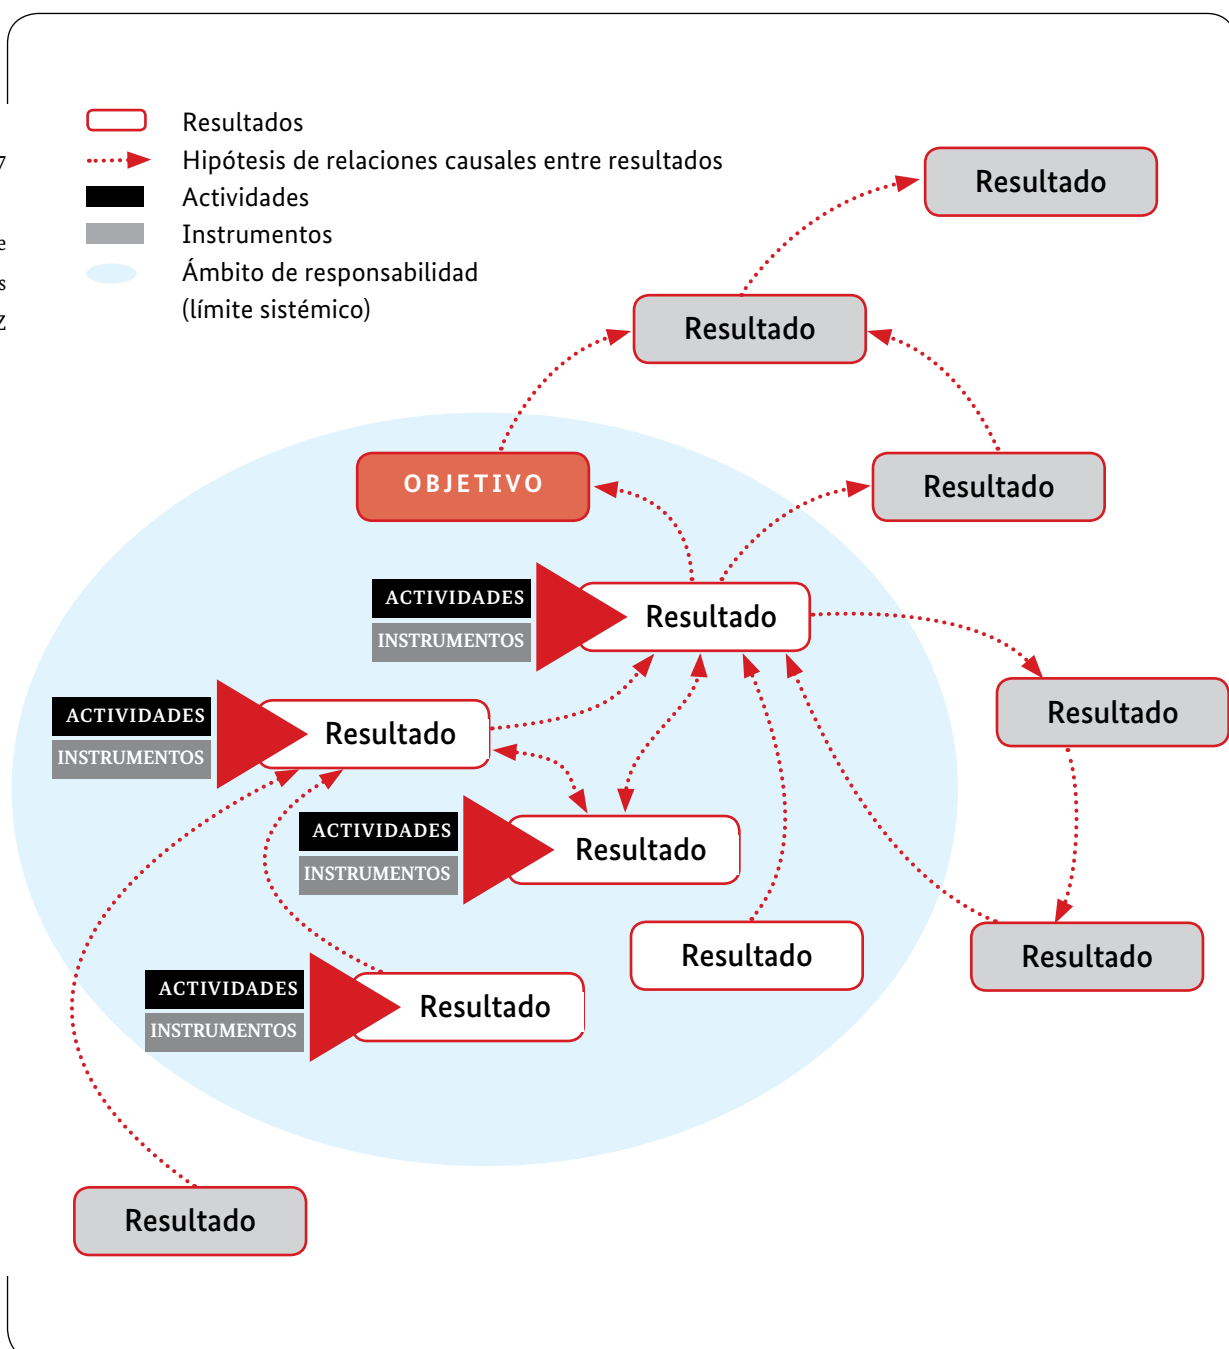 Resultados
7
Hipótesis de relaciones causales entre resultados
Actividades
e
Instrumentos
s
Ámbito de responsabilidad
Z
(límite sistémico)
Resultado
Resultado
OBJETIVO
Resultado
ACTIVIDADES
INSTRUMENTOS
Resultado
ACTIVIDADES
INSTRUMENTOS
Resultado
Resultado
ACTIVIDADES
INSTRUMENTOS
Resultado
Resultado
Resultado
ACTIVIDADES
INSTRUMENTOS
Resultado
Resultado